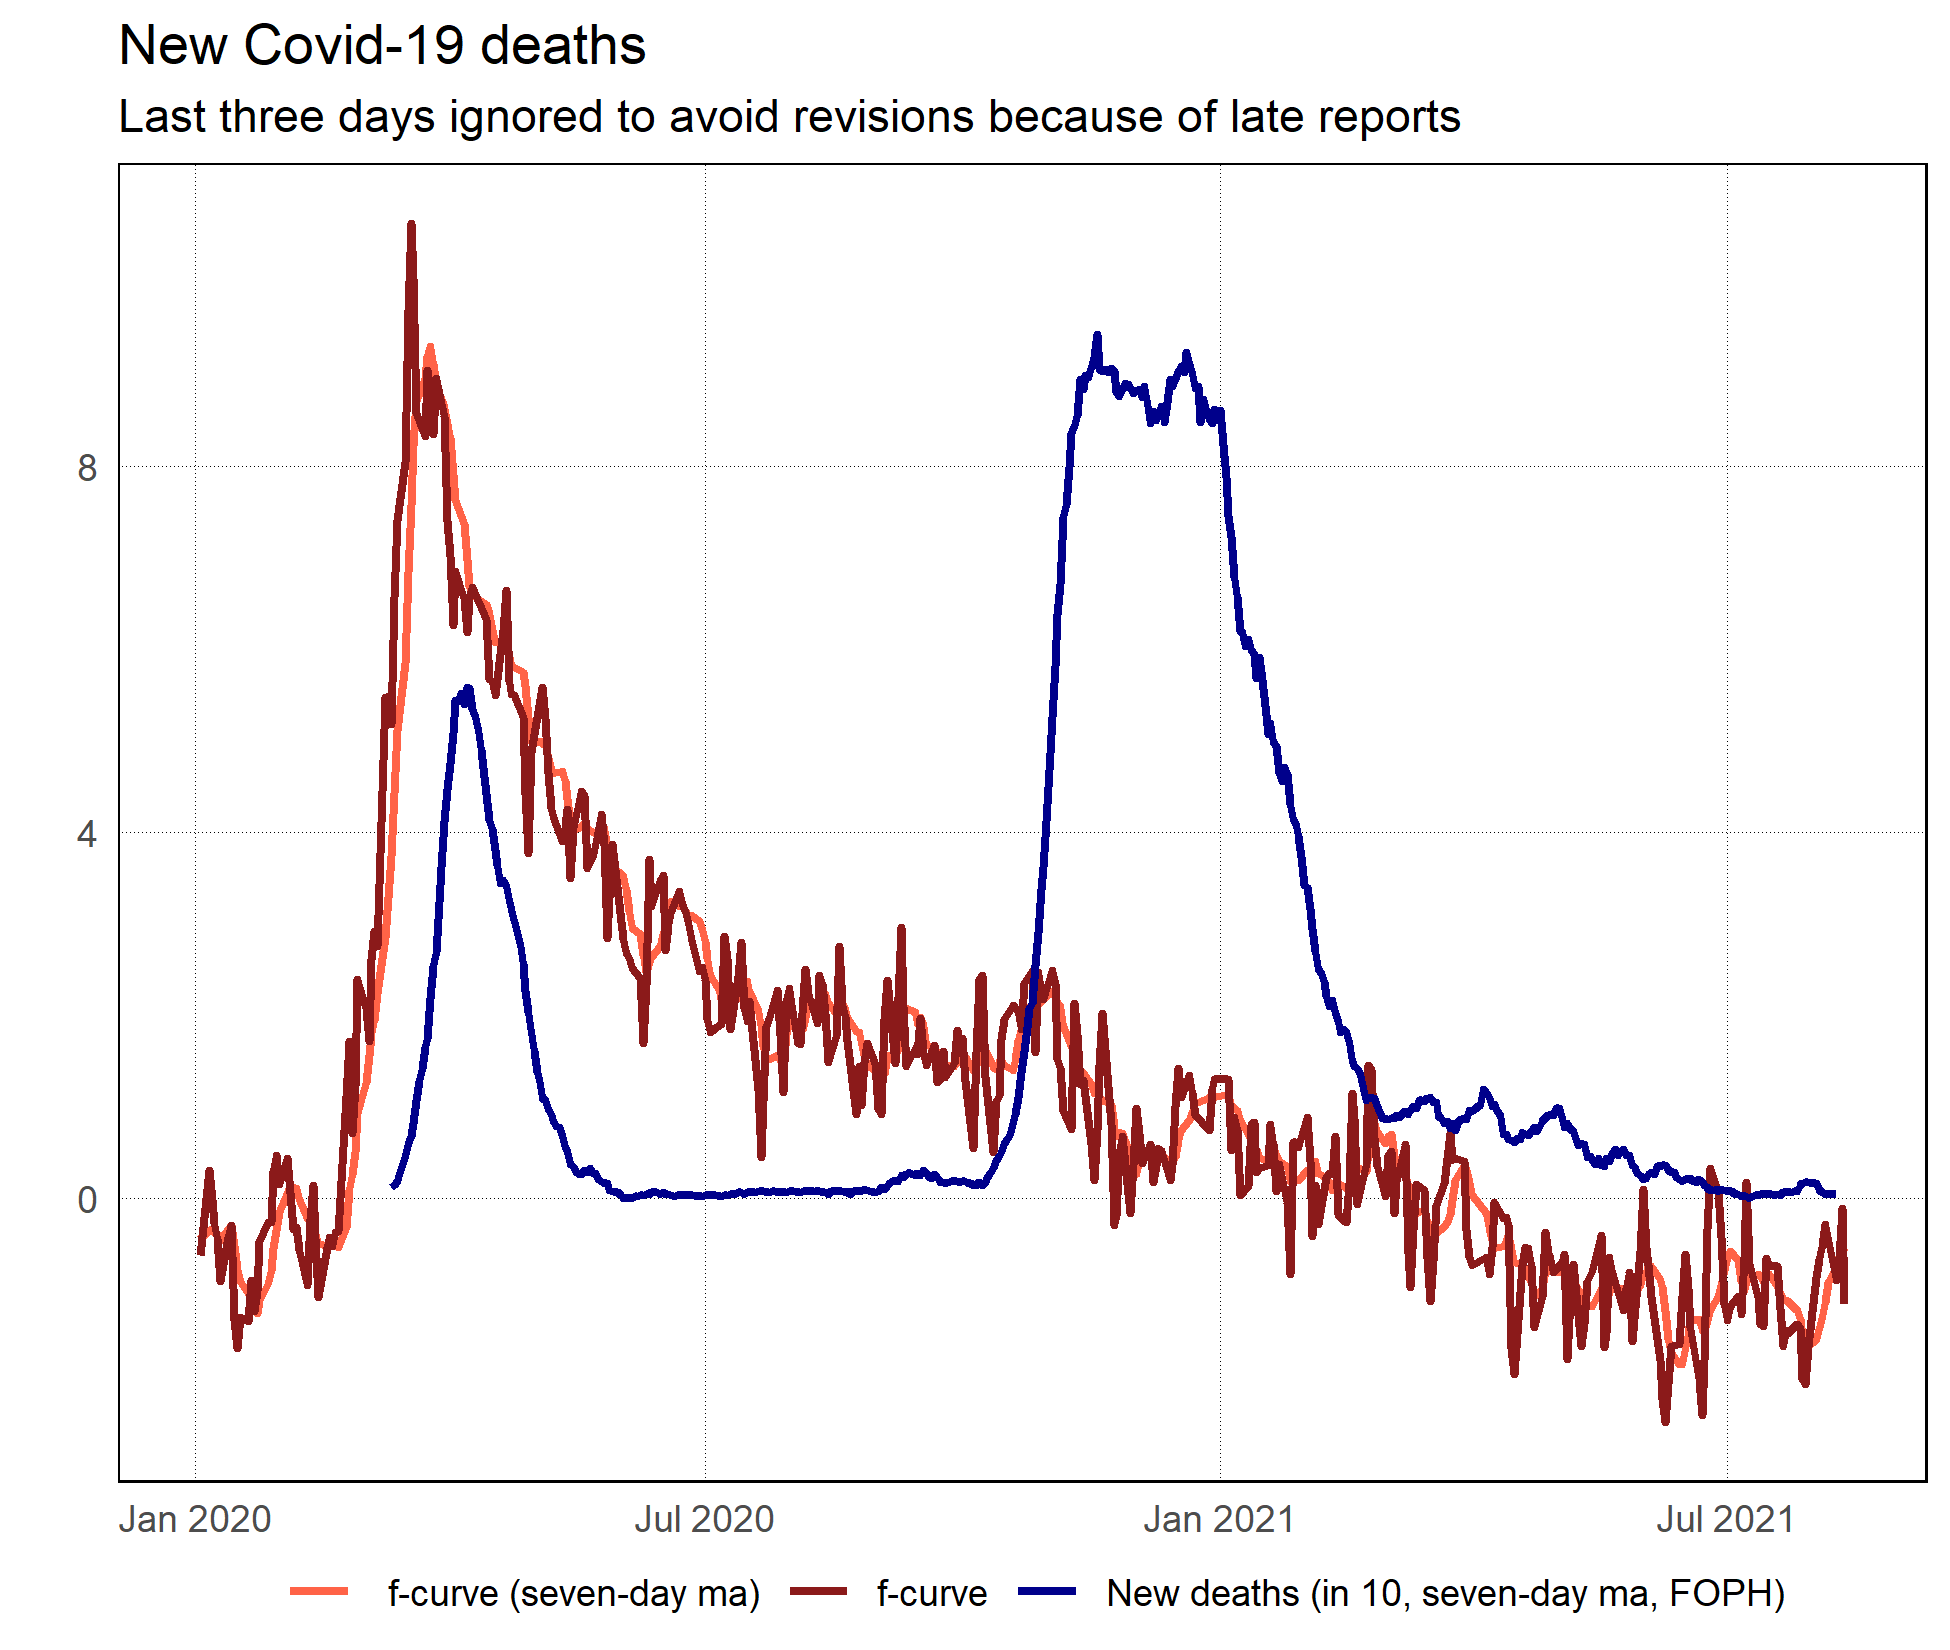 New Covid-19 deaths
Last three days ignored to avoid revisions because of late reports
8
4
0
Jan 2020 Jul 2020 Jan 2021 Jul 2021
f-curve (seven-day ma) f-curve New deaths (in 10, seven-day ma, FOPH)